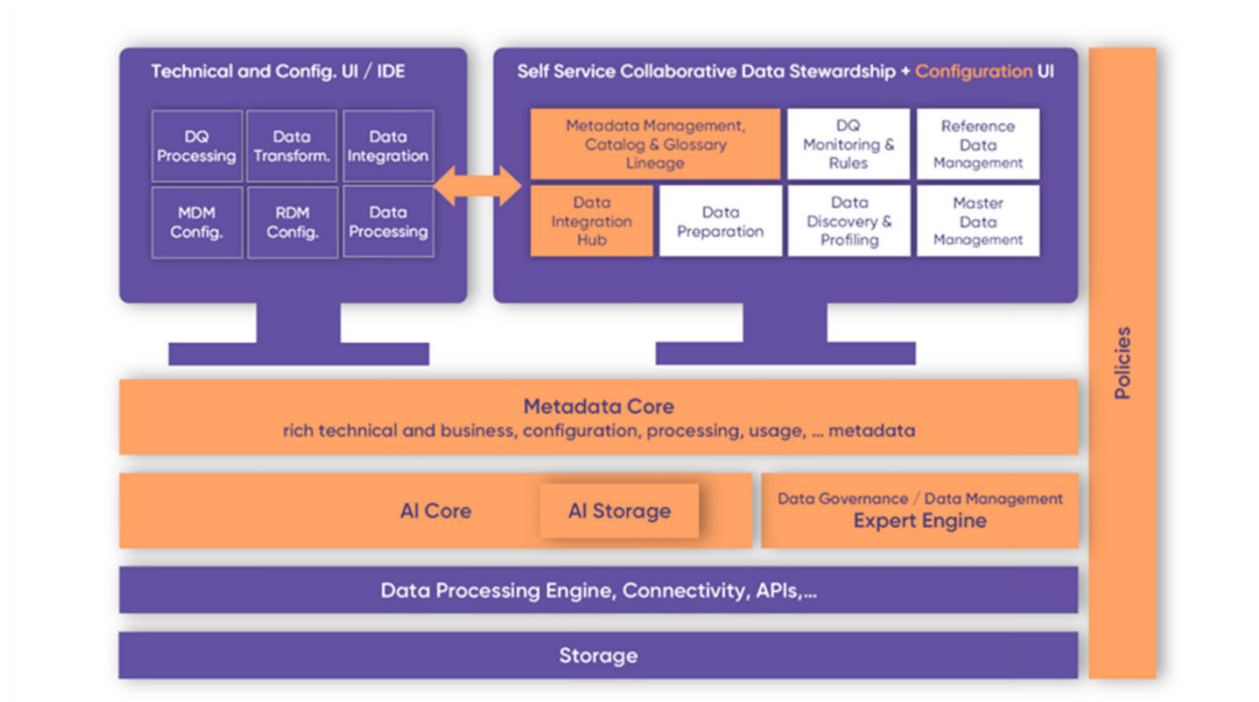 Technical and Config. UI / IDE
DQ
Processing
Data
Transform.
Data
Integration
MDM
Config.
RDM
Config.
Data
Processing
Self Service Collaborative Data Stewardship + Configuration UI
Metadata Management,
Catalog & Glossary
Lineage
DQ
Monitoring &
Rules
Reference
Data
Management
Data
Integration
Hub
Data
Preparation
Data
Discovery &
Profiling
Master
Data
Management
Policies
Metadata Core
rich technical and business, configuration, processing, usage, ... metadata
AI Core
AI Storage
Data Governance / Data Management
Expert Engine
Data Processing Engine, Connectivity, APIs,...
Storage